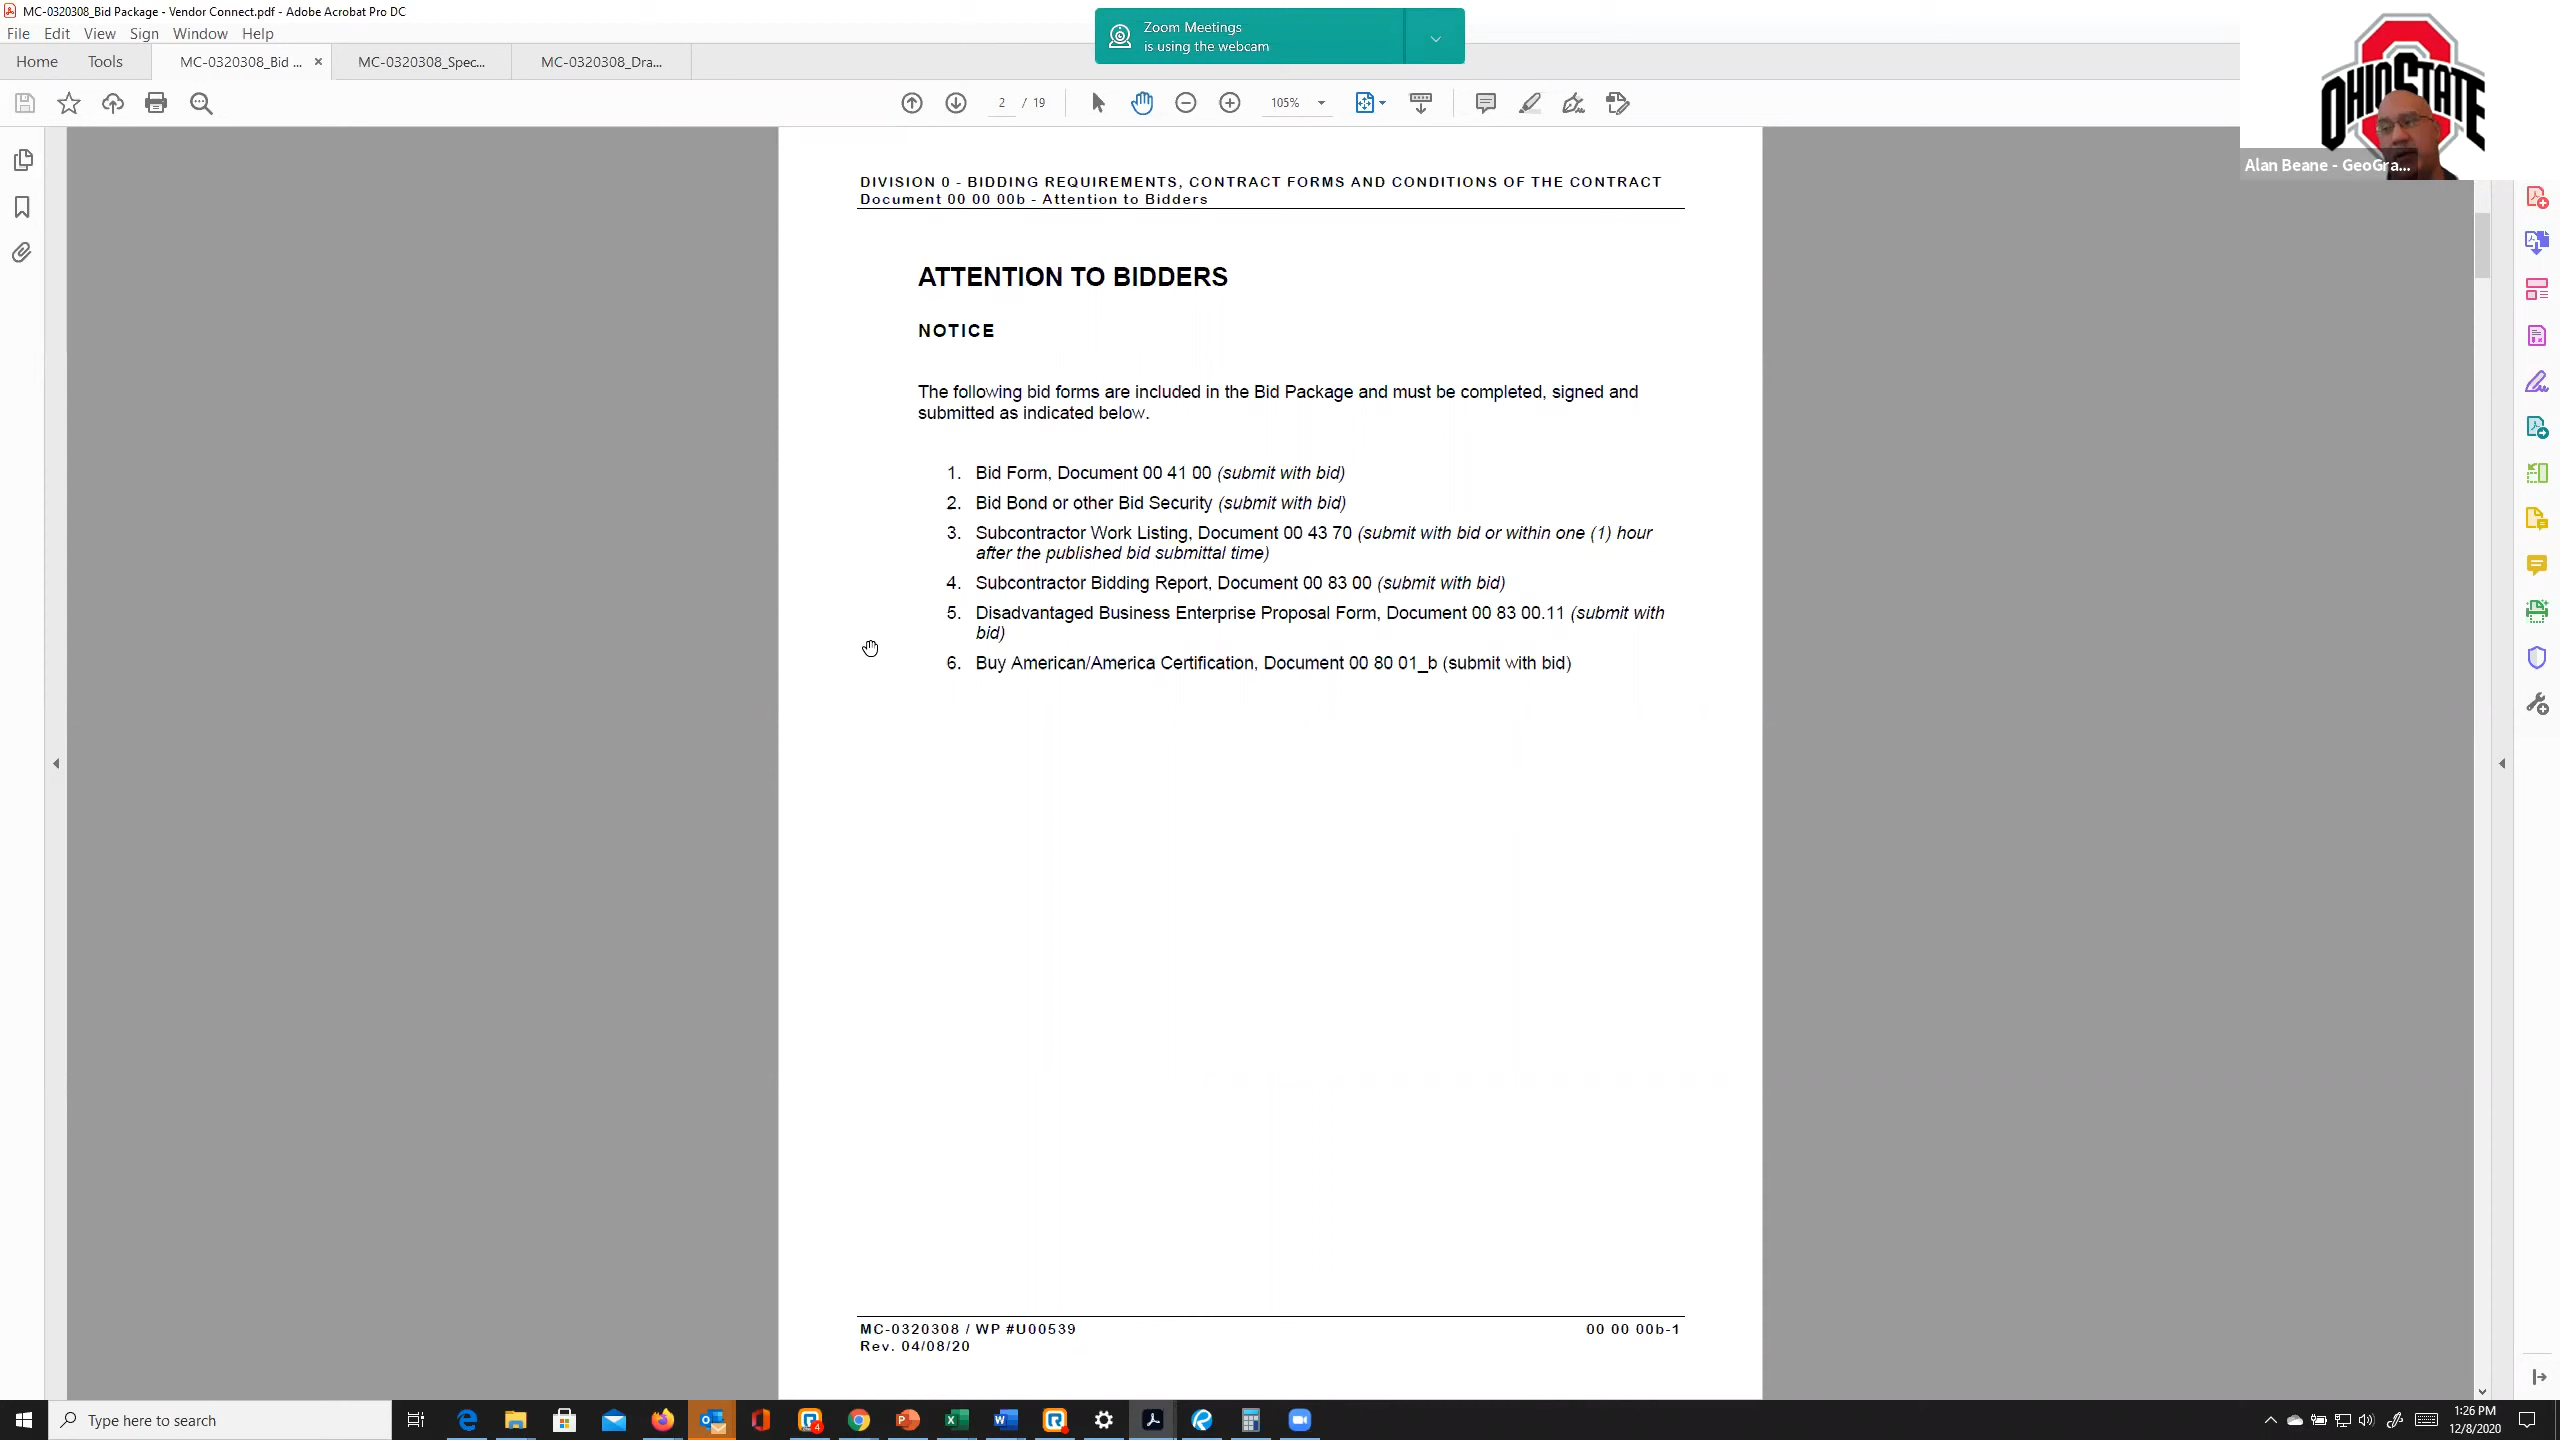 MC-0320308_Bid Package - Vendor Connect.pdf - Adobe Acrobat Pro DC
File Edit View Sign Window Help
Zoom Meetings
is using the webcam
Home Tools MC-0320308_Bid ... × MC-0320308_Spec... MC-0320308_Dra...
2 / 19 105%
OHIO STATE
Alan Beane - GeoGra...
DIVISION 0 - BIDDING REQUIREMENTS, CONTRACT FORMS AND CONDITIONS OF THE CONTRACT
Document 00 00 00b - Attention to Bidders
ATTENTION TO BIDDERS
NOTICE
The following bid forms are included in the Bid Package and must be completed, signed and
submitted as indicated below.
1. Bid Form, Document 00 41 00 (submit with bid)
2. Bid Bond or other Bid Security (submit with bid)
3. Subcontractor Work Listing, Document 00 43 70 (submit with bid or within one (1) hour
after the published bid submittal time)
4. Subcontractor Bidding Report, Document 00 83 00 (submit with bid)
5. Disadvantaged Business Enterprise Proposal Form, Document 00 83 00.11 (submit with
bid)
6. Buy American/America Certification, Document 00 80 01_b (submit with bid)
MC-0320308 / WP #U00539 00 00 00b-1
Rev. 04/08/20
Type here to search
1:26 PM
12/8/2020